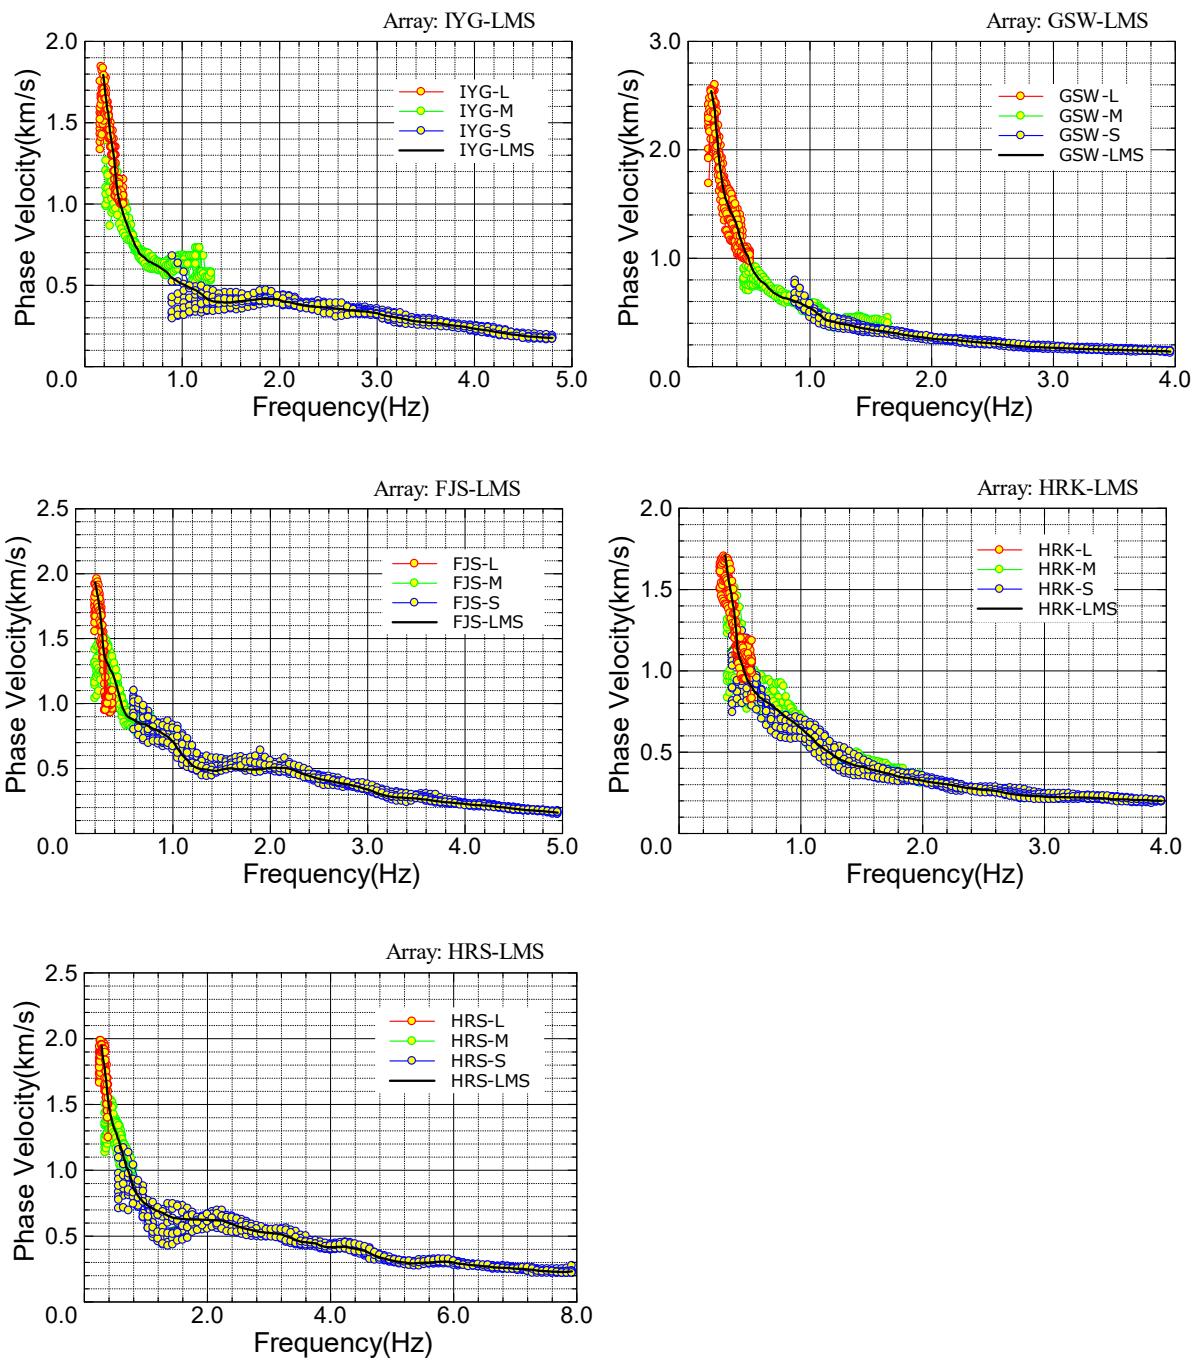 Array: IYG-LMS
2.0
1.5
1.0
0.5
0.0
1.0
2.0
3.0
4.0
5.0
Phase Velocity(km/s)
Frequency(Hz)
IYG-L
IYG-M
IYG-S
IYG-LMS
Array: GSW-LMS
3.0
2.0
1.0
0.0
1.0
2.0
3.0
4.0
Phase Velocity(km/s)
Frequency(Hz)
GSW-L
GSW-M
GSW-S
GSW-LMS
Array: FJS-LMS
2.5
2.0
1.5
1.0
0.5
0.0
1.0
2.0
3.0
4.0
5.0
Phase Velocity(km/s)
Frequency(Hz)
FJS-L
FJS-M
FJS-S
FJS-LMS
Array: HRK-LMS
2.0
1.5
1.0
0.5
0.0
1.0
2.0
3.0
4.0
Phase Velocity(km/s)
Frequency(Hz)
HRK-L
HRK-M
HRK-S
HRK-LMS
Array: HRS-LMS
2.5
2.0
1.5
1.0
0.5
0.0
2.0
4.0
6.0
8.0
Phase Velocity(km/s)
Frequency(Hz)
HRS-L
HRS-M
HRS-S
HRS-LMS